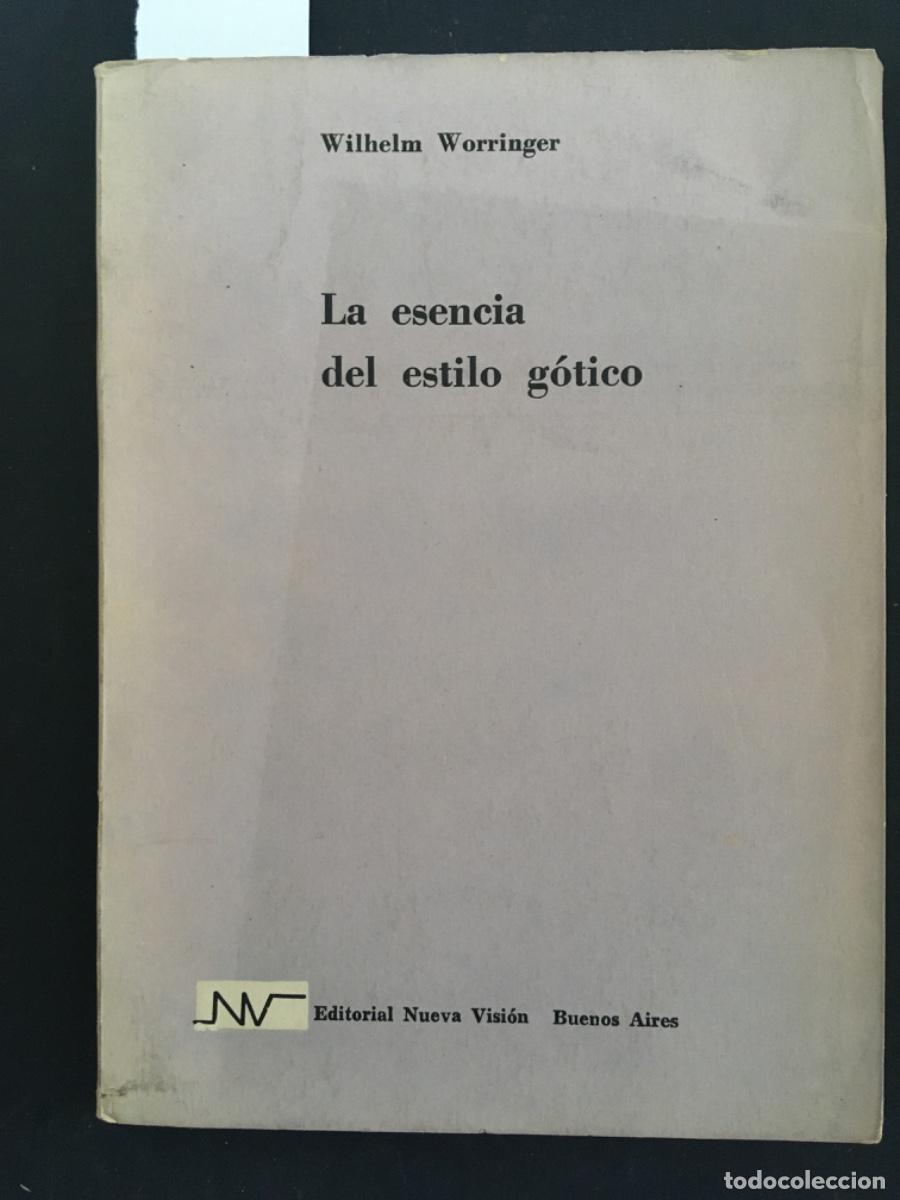 Wilhelm Worringer
La esencia
del estilo gótico
NV Editorial Nueva Visión Buenos Aires
todocoleccion